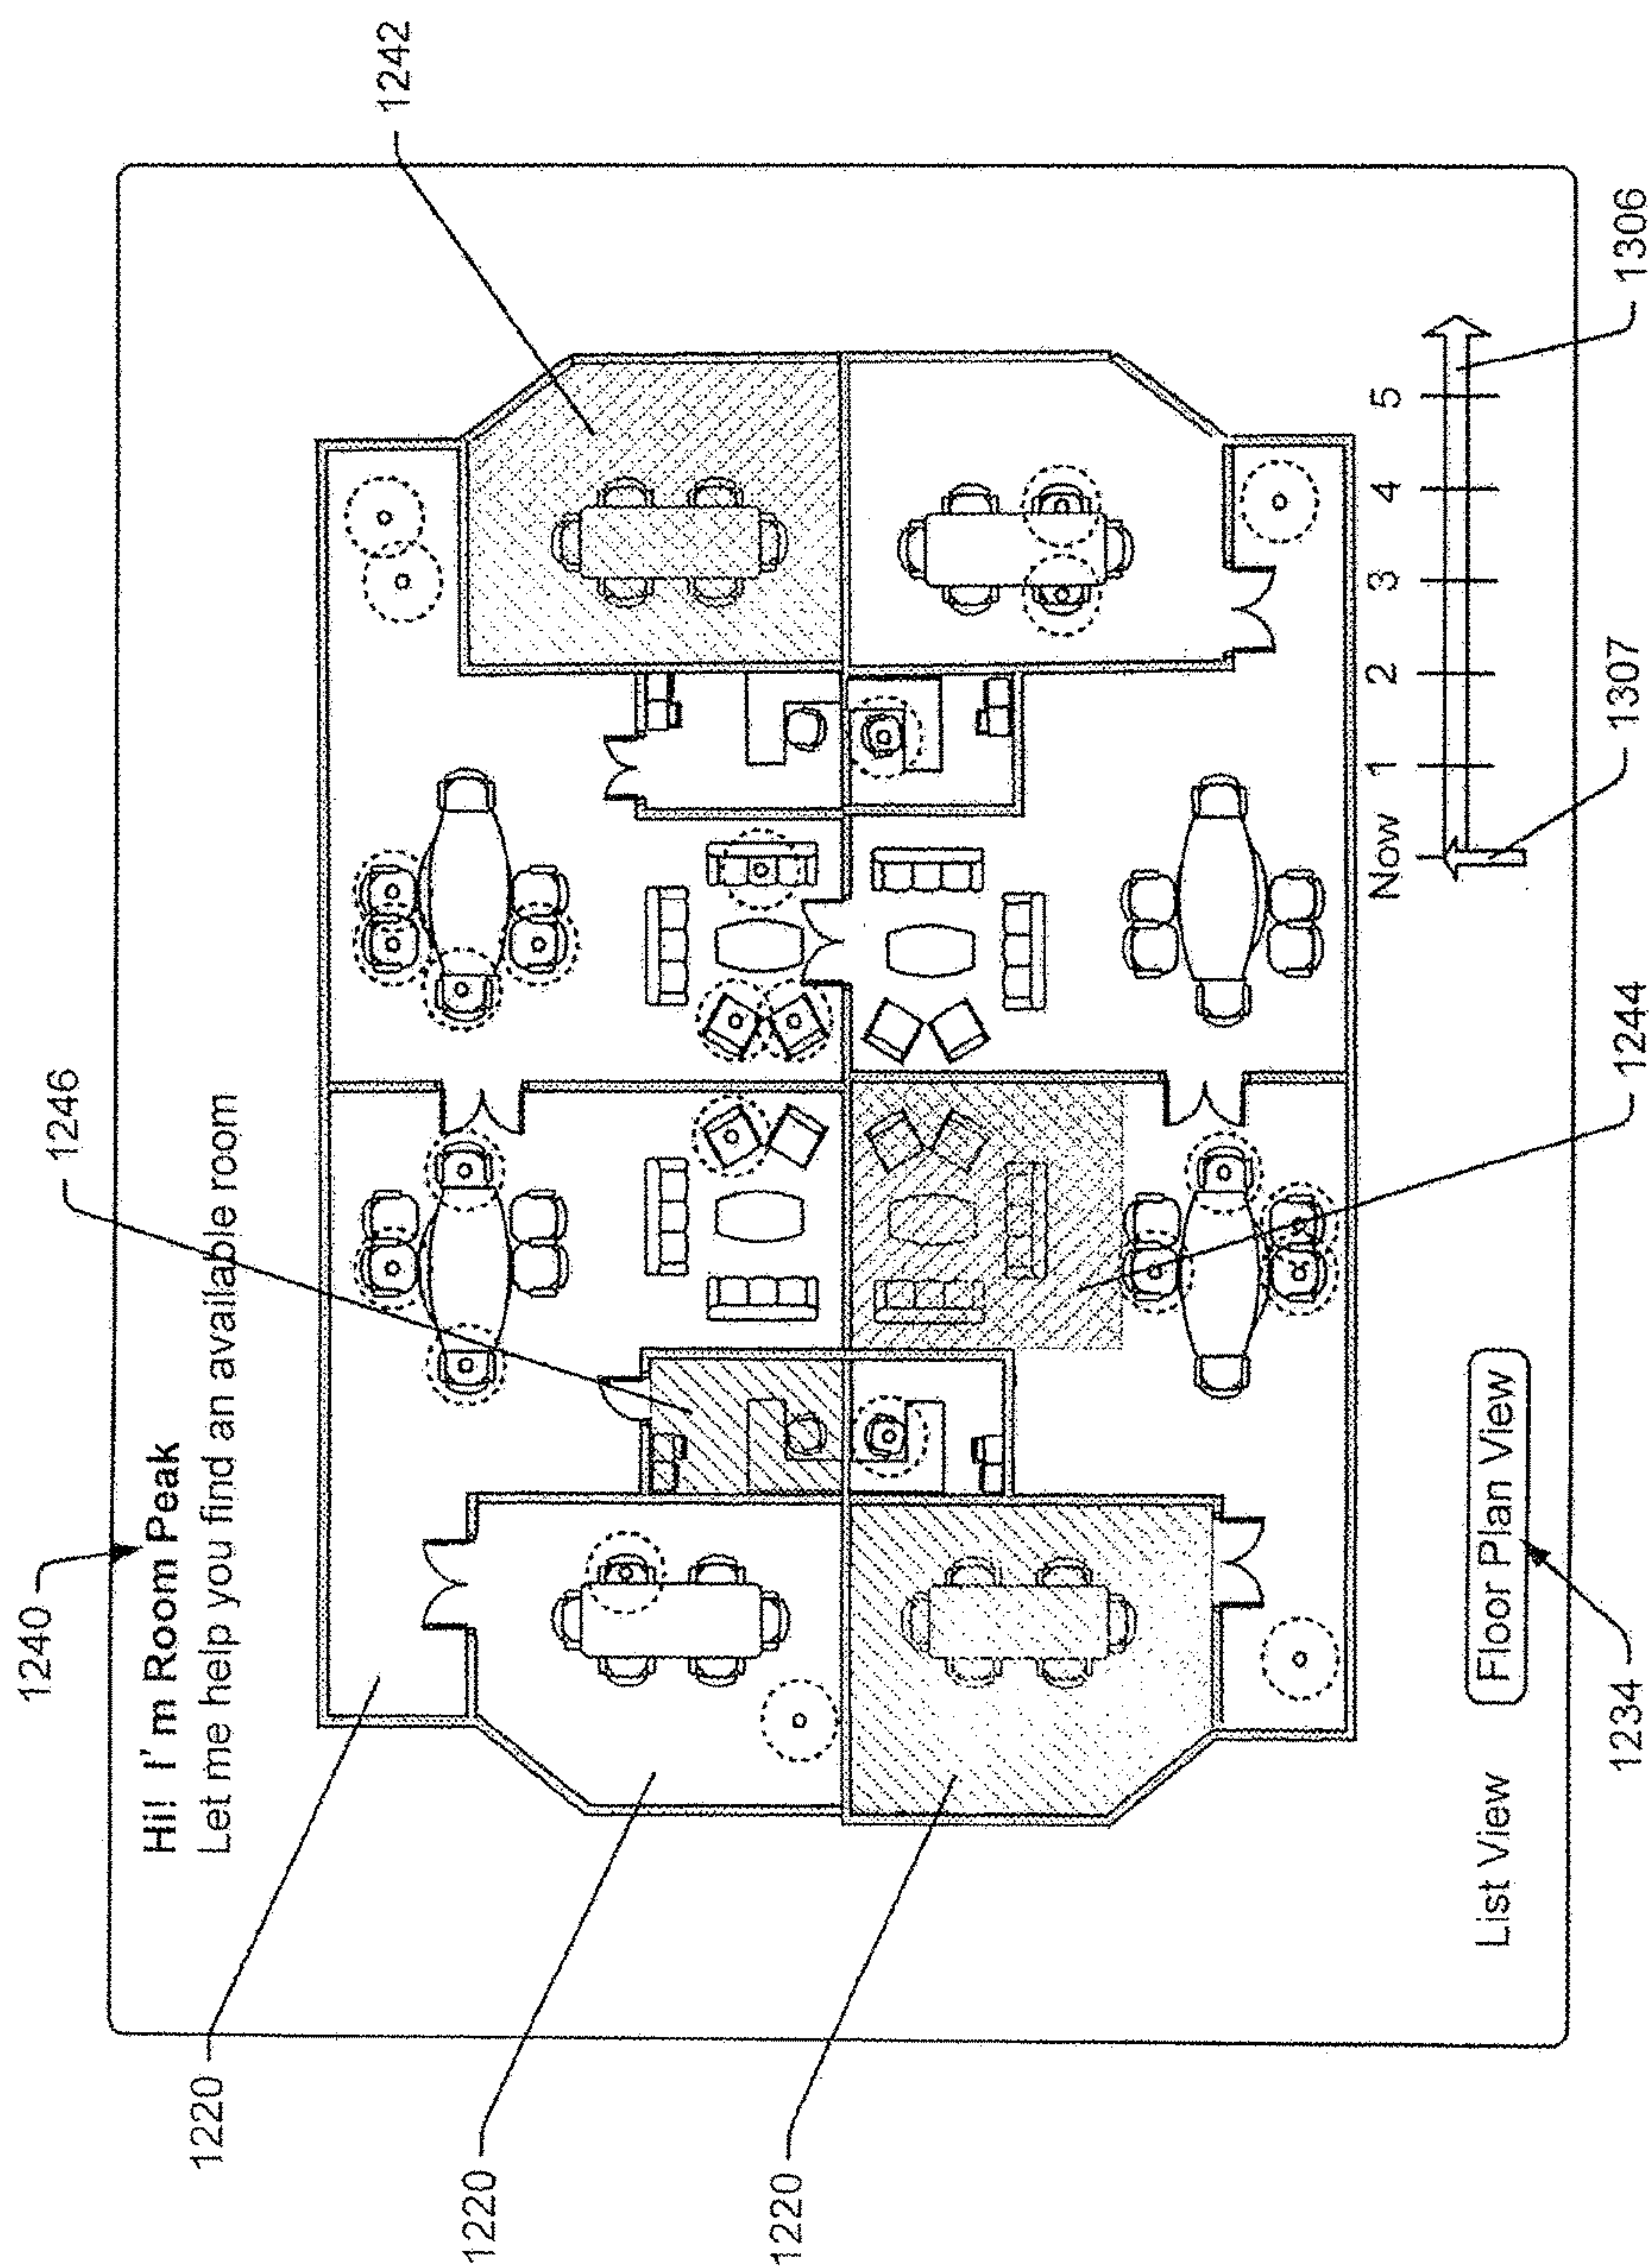 1240
1246
1242
Hi! I'm Room Peak
Let me help you find an available room
1220
1220
1220
Now 1 2 3 4 5
List View
Floor Plan View
1234
1244
1307
1306